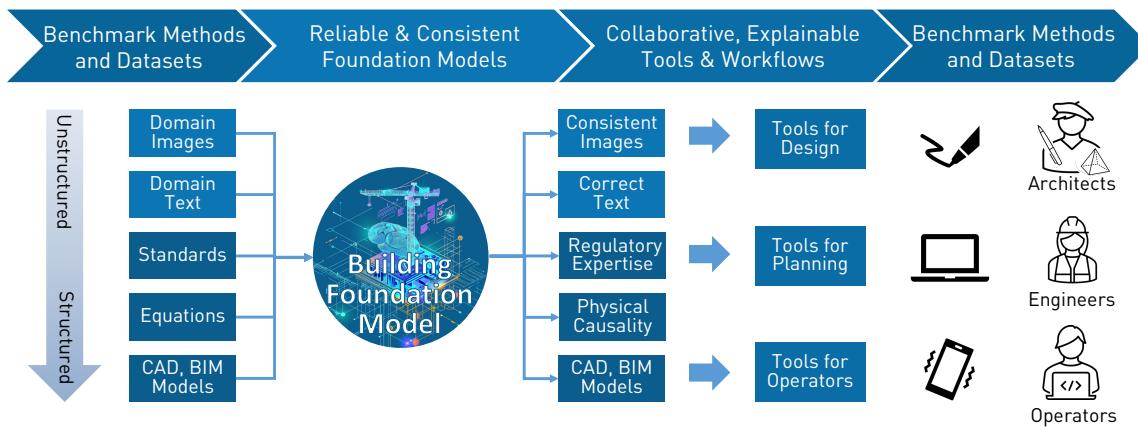 Benchmark Methods
and Datasets
Reliable & Consistent
Foundation Models
Collaborative, Explainable
Tools & Workflows
Benchmark Methods
and Datasets
Unstructured
Structured
Domain
Images
Domain
Text
Standards
Equations
CAD, BIM
Models
Building
Foundation
Model
Consistent
Images
Correct
Text
Regulatory
Expertise
Physical
Causality
CAD, BIM
Models
Tools for
Design
Tools for
Planning
Tools for
Operators
Architects
Engineers
</>
Operators